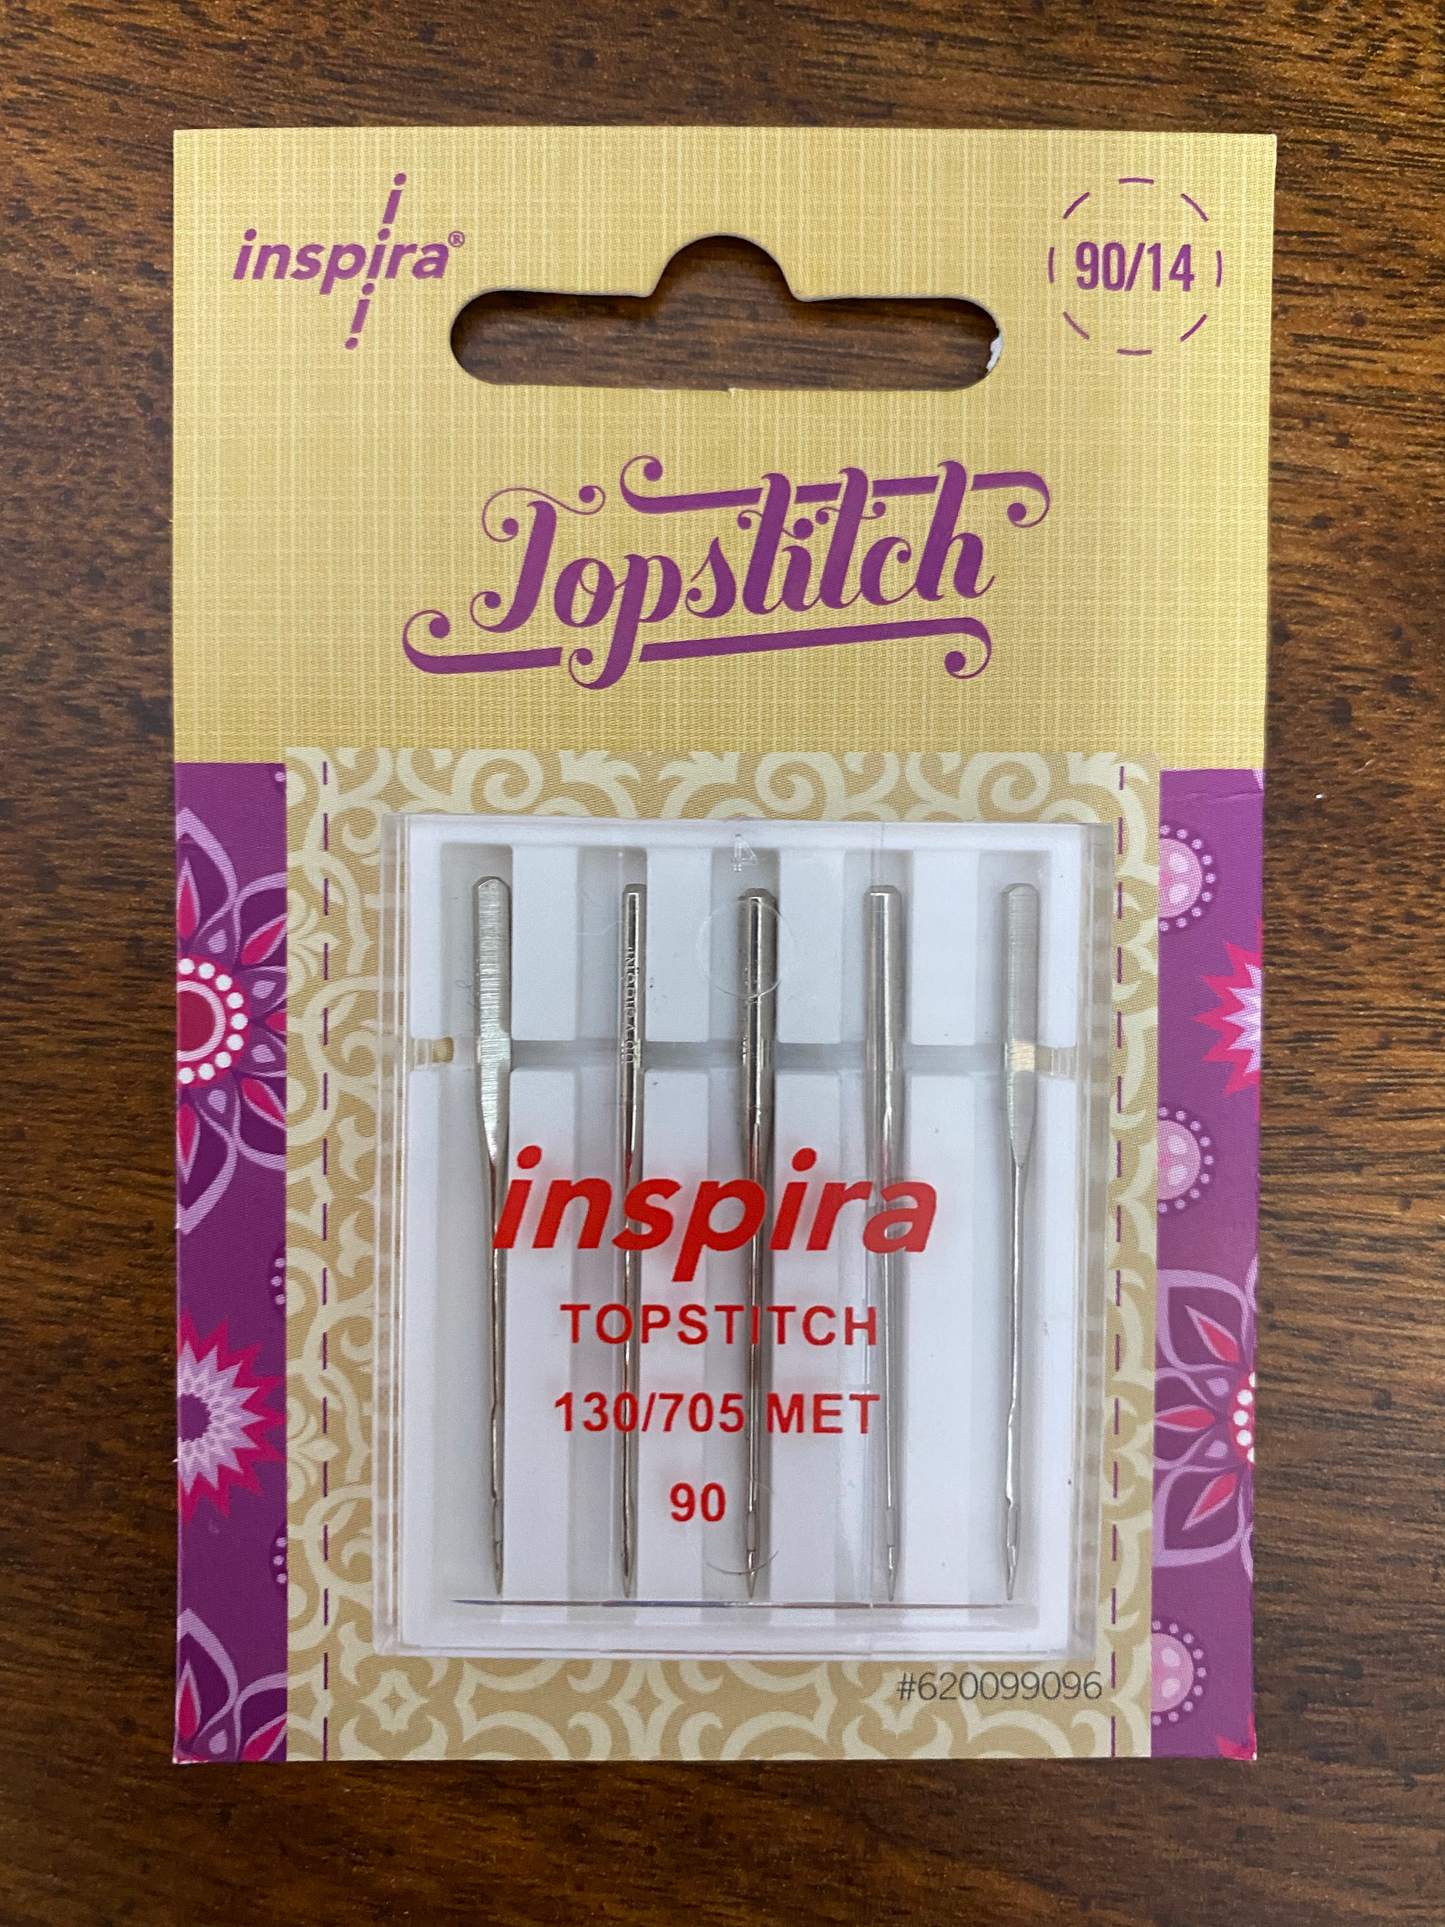 inspira®
90/14
Topstitch
inspira
TOPSTITCH
130/705 MET
90
#620099096